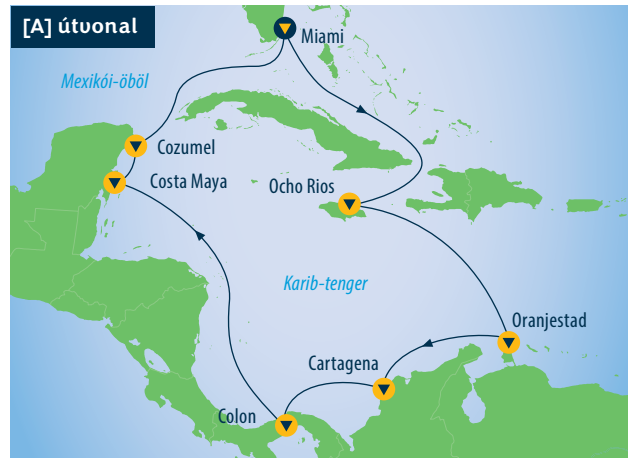 [A] útvonal
Miami
Mexikói-öböl
Cozumel
Costa Maya
Ocho Rios
Karib-tenger
Oranjestad
Cartagena
Colon